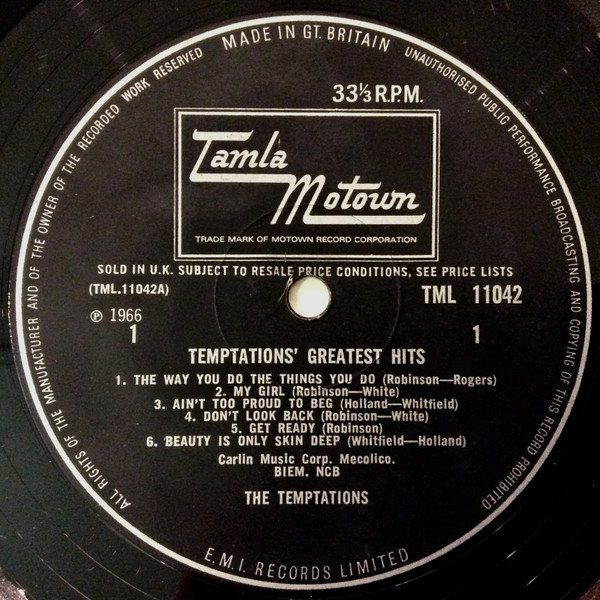 MADE IN GT. BRITAIN
UNAUTHORISED PUBLIC PERFORMANCE BROADCASTING AND COPYING OF THIS RECORD PROHIBITED
ALL RIGHTS OF THE MANUFACTURER AND OF THE OWNER OF THE RECORDED WORK RESERVED
33⅓ R.P.M.
Tamla
Motown
TRADE MARK OF MOTOWN RECORD CORPORATION
SOLD IN U.K. SUBJECT TO RESALE PRICE CONDITIONS, SEE PRICE LISTS
(TML.11042A)
TML 11042
℗ 1966
1
1
TEMPTATIONS' GREATEST HITS
1. THE WAY YOU DO THE THINGS YOU DO (Robinson—Rogers)
2. MY GIRL (Robinson—White)
3. AIN'T TOO PROUD TO BEG (Holland—Whitfield)
4. DON'T LOOK BACK (Robinson—White)
5. GET READY (Robinson)
6. BEAUTY IS ONLY SKIN DEEP (Whitfield—Holland)
Carlin Music Corp. Mecolico.
BIEM. NCB
THE TEMPTATIONS
E.M.I. RECORDS LIMITED